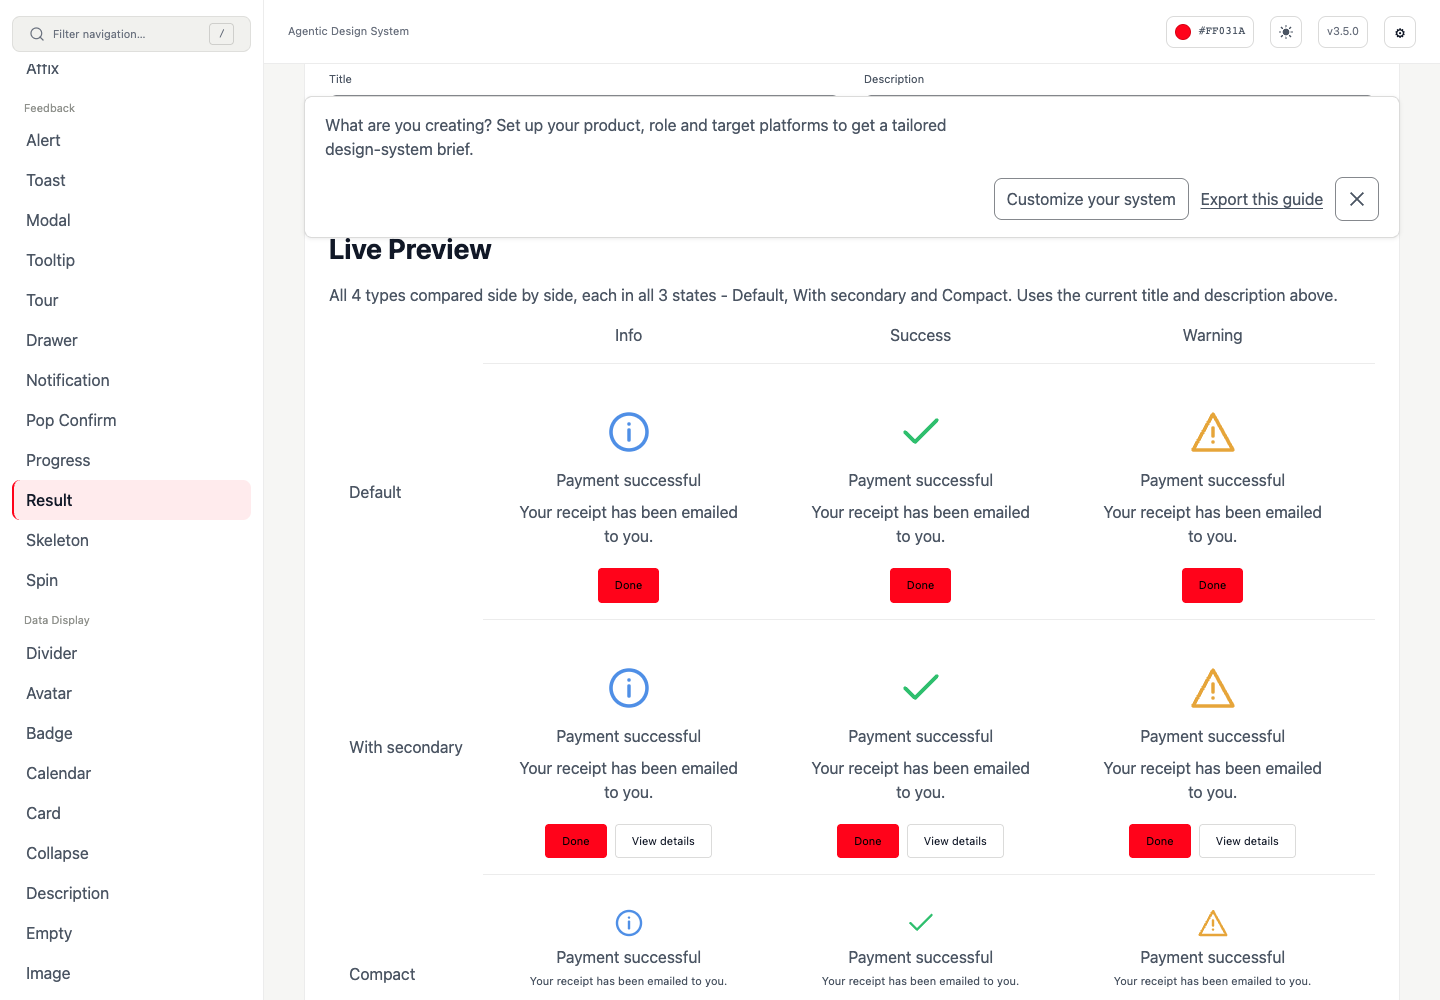 Filter navigation...
/
Agentic Design System
#FF031A
v3.5.0
Affix
Feedback
Alert
Toast
Modal
Tooltip
Tour
Drawer
Notification
Pop Confirm
Progress
Result
Skeleton
Spin
Data Display
Divider
Avatar
Badge
Calendar
Card
Collapse
Description
Empty
Image
Title
Description
What are you creating? Set up your product, role and target platforms to get a tailored
design-system brief.
Customize your system
Export this guide
Live Preview
All 4 types compared side by side, each in all 3 states - Default, With secondary and Compact. Uses the current title and description above.
Info
Success
Warning
Default
Payment successful
Your receipt has been emailed
to you.
Done
Payment successful
Your receipt has been emailed
to you.
Done
Payment successful
Your receipt has been emailed
to you.
Done
With secondary
Payment successful
Your receipt has been emailed
to you.
Done
View details
Payment successful
Your receipt has been emailed
to you.
Done
View details
Payment successful
Your receipt has been emailed
to you.
Done
View details
Compact
Payment successful
Your receipt has been emailed to you.
Payment successful
Your receipt has been emailed to you.
Payment successful
Your receipt has been emailed to you.